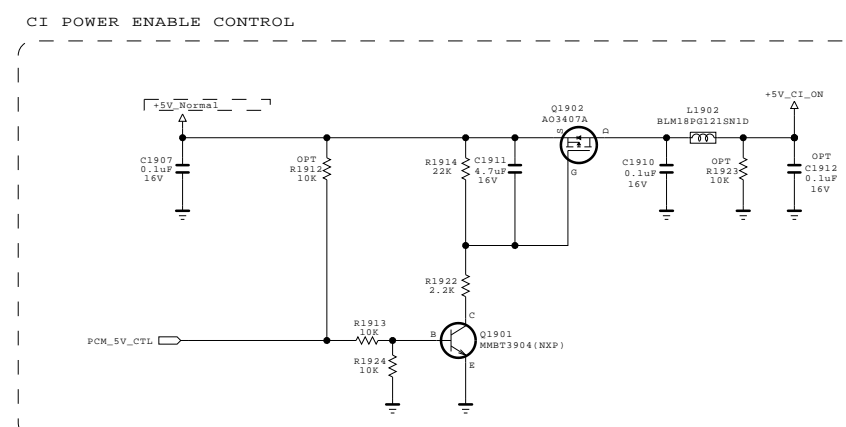 CI POWER ENABLE CONTROL
+5V_Normal
+5V_CI_ON
Q1902
AO3407A
L1902
BLM18PG121SN1D
S
D
G
C1907
0.1uF
16V
OPT
R1912
10K
R1914
22K
C1911
4.7uF
16V
C1910
0.1uF
16V
OPT
R1923
10K
OPT
C1912
0.1uF
16V
R1922
2.2K
C
Q1901
MMBT3904(NXP)
B
E
PCM_5V_CTL
R1913
10K
R1924
10K